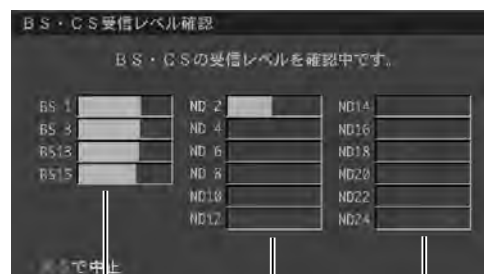 BS・CS受信レベル確認
BS・CSの受信レベルを確認中です。
BS 1
BS 3
BS13
BS15
ND 2
ND 4
ND 6
ND 8
ND10
ND12
ND14
ND16
ND18
ND20
ND22
ND24
で中止